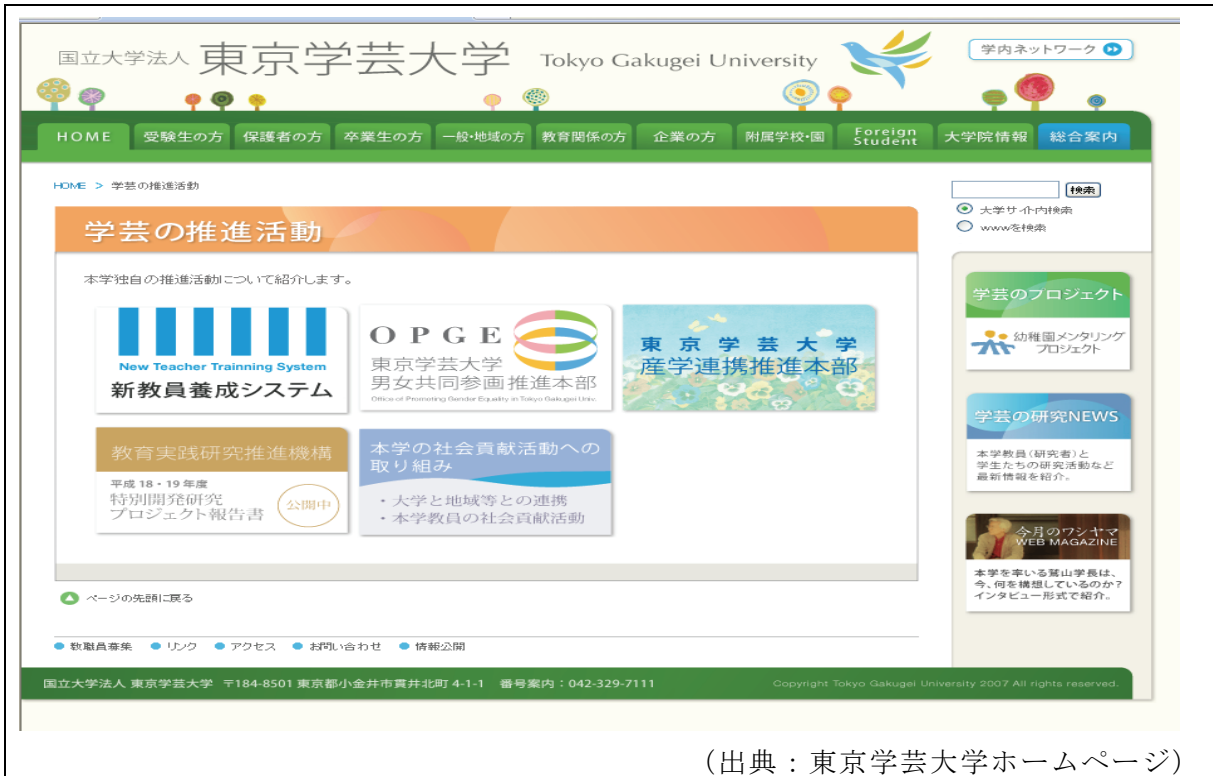 国立大学法人 東京学芸大学 Tokyo Gakugei University
学内ネットワーク
HOME 受験生の方 保護者の方 卒業生の方 一般・地域の方 教育関係の方 企業の方 附属学校・園 Foreign Student 大学院情報 総合案内
HOME > 学芸の推進活動
検索
大学サイト内検索
wwwを検索
学芸の推進活動
本学独自の推進活動について紹介します。
New Teacher Trainning System
新教員養成システム
OPGE
東京学芸大学
男女共同参画推進本部
Office of Promoting Gender Equality in Tokyo Gakugei Univ.
東京学芸大学
産学連携推進本部
教育実践研究推進機構
平成18・19年度
特別開発研究
プロジェクト報告書
公開中
本学の社会貢献活動への
取り組み
・大学と地域等との連携
・本学教員の社会貢献活動
学芸のプロジェクト
幼稚園メンタリング
プロジェクト
学芸の研究NEWS
本学教員(研究者)と
学生たちの研究活動など
最新情報を紹介。
今月のワシヤマ
WEB MAGAZINE
本学を率いる鷲山学長は、
今、何を構想しているのか?
インタビュー形式で紹介。
ページの先頭に戻る
教職員募集 リンク アクセス お問い合わせ 情報公開
国立大学法人 東京学芸大学 〒184-8501 東京都小金井市貫井北町4-1-1 番号案内:042-329-7111
Copyright Tokyo Gakugei University 2007 All rights reserved.
(出典:東京学芸大学ホームページ)